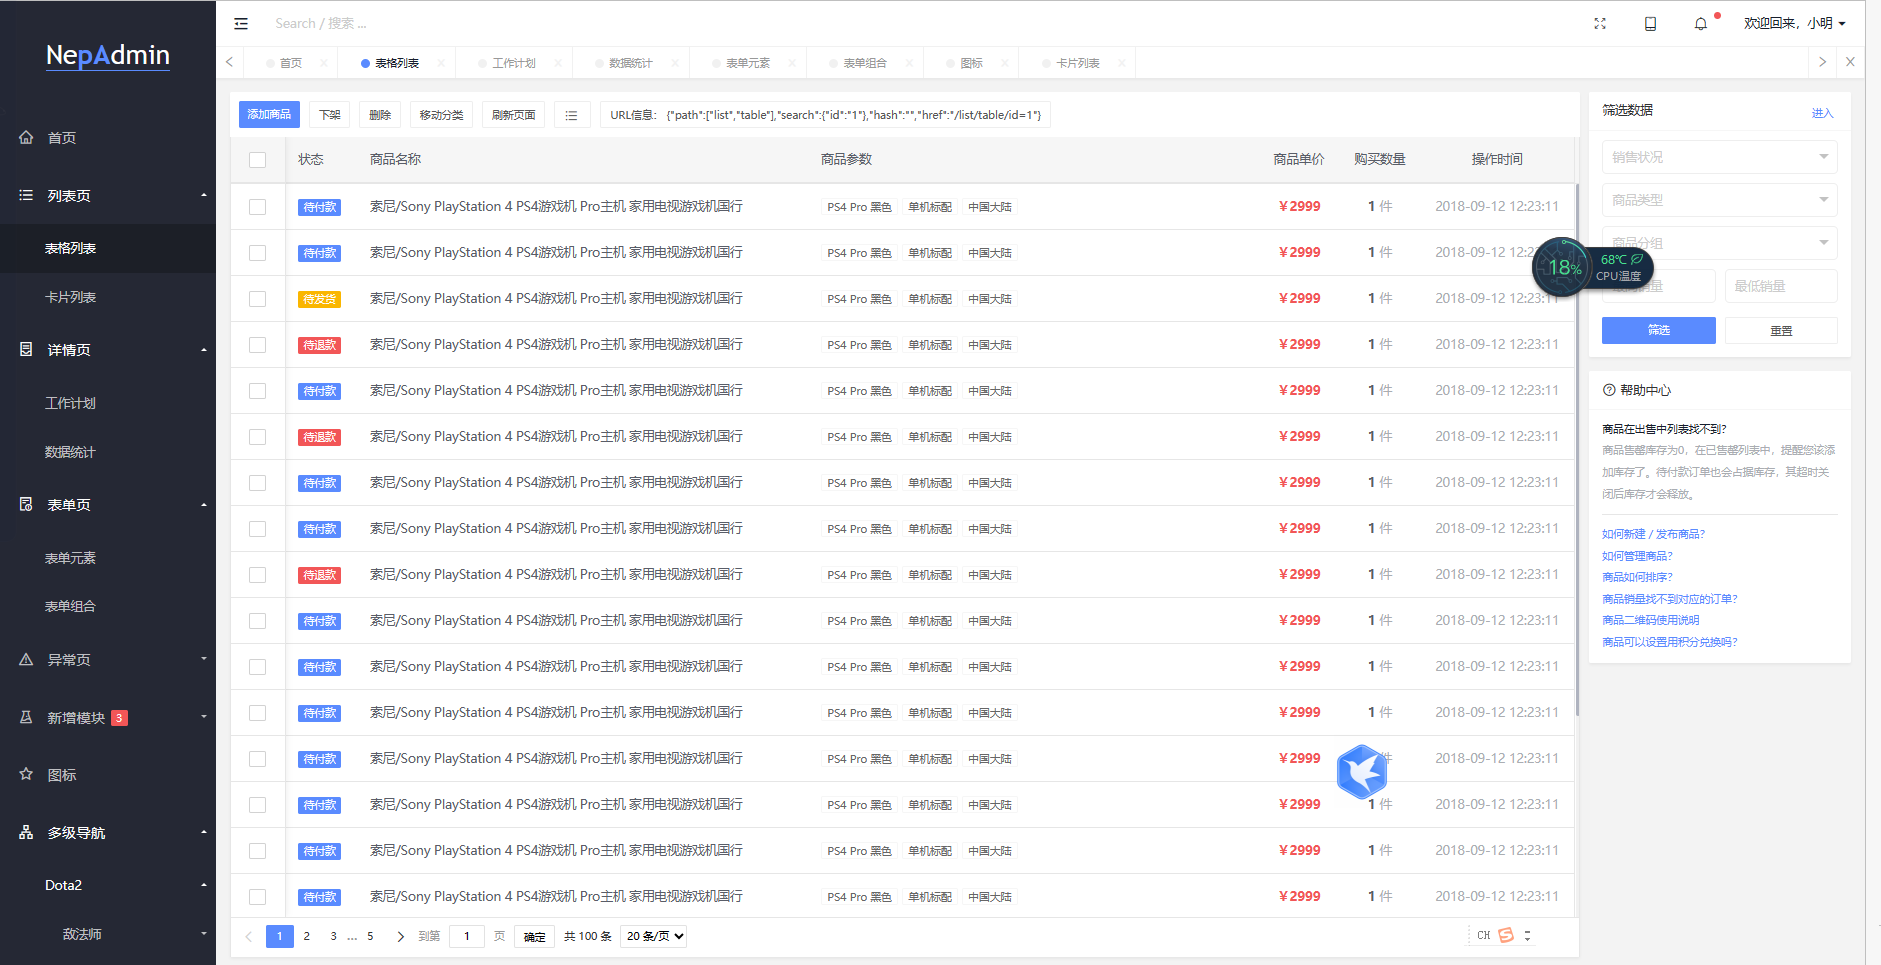 NepAdmin
首页
列表页
表格列表
卡片列表
详情页
工作计划
数据统计
表单页
表单元素
表单组合
异常页
新增模块 3
图标
多级导航
Dota2
敌法师
Search / 搜索 ...
欢迎回来，小明
首页 表格列表 工作计划 数据统计 表单元素 表单组合 图标 卡片列表
添加商品 下架 删除 移动分类 刷新页面 URL信息： {"path":["list","table"],"search":{"id":"1"},"hash":"","href":"/list/table/id=1"}
状态 商品名称 商品参数 商品单价 购买数量 操作时间
待付款 索尼/Sony PlayStation 4 PS4游戏机 Pro主机 家用电视游戏机国行 PS4 Pro 黑色 单机标配 中国大陆 ￥2999 1 件 2018-09-12 12:23:11
待付款 索尼/Sony PlayStation 4 PS4游戏机 Pro主机 家用电视游戏机国行 PS4 Pro 黑色 单机标配 中国大陆 ￥2999 1 件 2018-09-12 12:23:11
待发货 索尼/Sony PlayStation 4 PS4游戏机 Pro主机 家用电视游戏机国行 PS4 Pro 黑色 单机标配 中国大陆 ￥2999 1 件 2018-09-12 12:23:11
待退款 索尼/Sony PlayStation 4 PS4游戏机 Pro主机 家用电视游戏机国行 PS4 Pro 黑色 单机标配 中国大陆 ￥2999 1 件 2018-09-12 12:23:11
待付款 索尼/Sony PlayStation 4 PS4游戏机 Pro主机 家用电视游戏机国行 PS4 Pro 黑色 单机标配 中国大陆 ￥2999 1 件 2018-09-12 12:23:11
待退款 索尼/Sony PlayStation 4 PS4游戏机 Pro主机 家用电视游戏机国行 PS4 Pro 黑色 单机标配 中国大陆 ￥2999 1 件 2018-09-12 12:23:11
待付款 索尼/Sony PlayStation 4 PS4游戏机 Pro主机 家用电视游戏机国行 PS4 Pro 黑色 单机标配 中国大陆 ￥2999 1 件 2018-09-12 12:23:11
待付款 索尼/Sony PlayStation 4 PS4游戏机 Pro主机 家用电视游戏机国行 PS4 Pro 黑色 单机标配 中国大陆 ￥2999 1 件 2018-09-12 12:23:11
待退款 索尼/Sony PlayStation 4 PS4游戏机 Pro主机 家用电视游戏机国行 PS4 Pro 黑色 单机标配 中国大陆 ￥2999 1 件 2018-09-12 12:23:11
待付款 索尼/Sony PlayStation 4 PS4游戏机 Pro主机 家用电视游戏机国行 PS4 Pro 黑色 单机标配 中国大陆 ￥2999 1 件 2018-09-12 12:23:11
待付款 索尼/Sony PlayStation 4 PS4游戏机 Pro主机 家用电视游戏机国行 PS4 Pro 黑色 单机标配 中国大陆 ￥2999 1 件 2018-09-12 12:23:11
待付款 索尼/Sony PlayStation 4 PS4游戏机 Pro主机 家用电视游戏机国行 PS4 Pro 黑色 单机标配 中国大陆 ￥2999 1 件 2018-09-12 12:23:11
待付款 索尼/Sony PlayStation 4 PS4游戏机 Pro主机 家用电视游戏机国行 PS4 Pro 黑色 单机标配 中国大陆 ￥2999 件 2018-09-12 12:23:11
待付款 索尼/Sony PlayStation 4 PS4游戏机 Pro主机 家用电视游戏机国行 PS4 Pro 黑色 单机标配 中国大陆 ￥2999 1 件 2018-09-12 12:23:11
待付款 索尼/Sony PlayStation 4 PS4游戏机 Pro主机 家用电视游戏机国行 PS4 Pro 黑色 单机标配 中国大陆 ￥2999 1 件 2018-09-12 12:23:11
待付款 索尼/Sony PlayStation 4 PS4游戏机 Pro主机 家用电视游戏机国行 PS4 Pro 黑色 单机标配 中国大陆 ￥2999 1 件 2018-09-12 12:23:11
1 2 3 ... 5 到第 1 页 确定 共 100 条 20 条/页
CH
筛选数据 进入
销售状况
商品类型
商品分组
18% 68℃
CPU温度
销量 最低销量
筛选 重置
帮助中心
商品在出售中列表找不到?
商品售罄库存为0，在已售罄列表中，提醒您该添
加库存了。待付款订单也会占据库存，其超时关
闭后库存才会释放。
如何新建 / 发布商品?
如何管理商品?
商品如何排序?
商品销量找不到对应的订单?
商品二维码使用说明
商品可以设置用积分兑换吗?